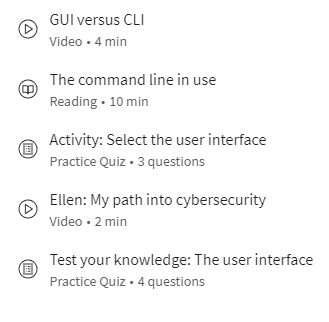 GUI versus CLI
Video • 4 min
The command line in use
Reading • 10 min
Activity: Select the user interface
Practice Quiz • 3 questions
Ellen: My path into cybersecurity
Video • 2 min
Test your knowledge: The user interface
Practice Quiz • 4 questions